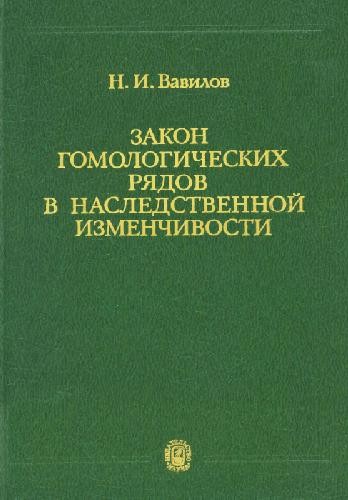 Н. И. Вавилов
ЗАКОН
ГОМОЛОГИЧЕСКИХ
РЯДОВ
В НАСЛЕДСТВЕННОЙ
ИЗМЕНЧИВОСТИ